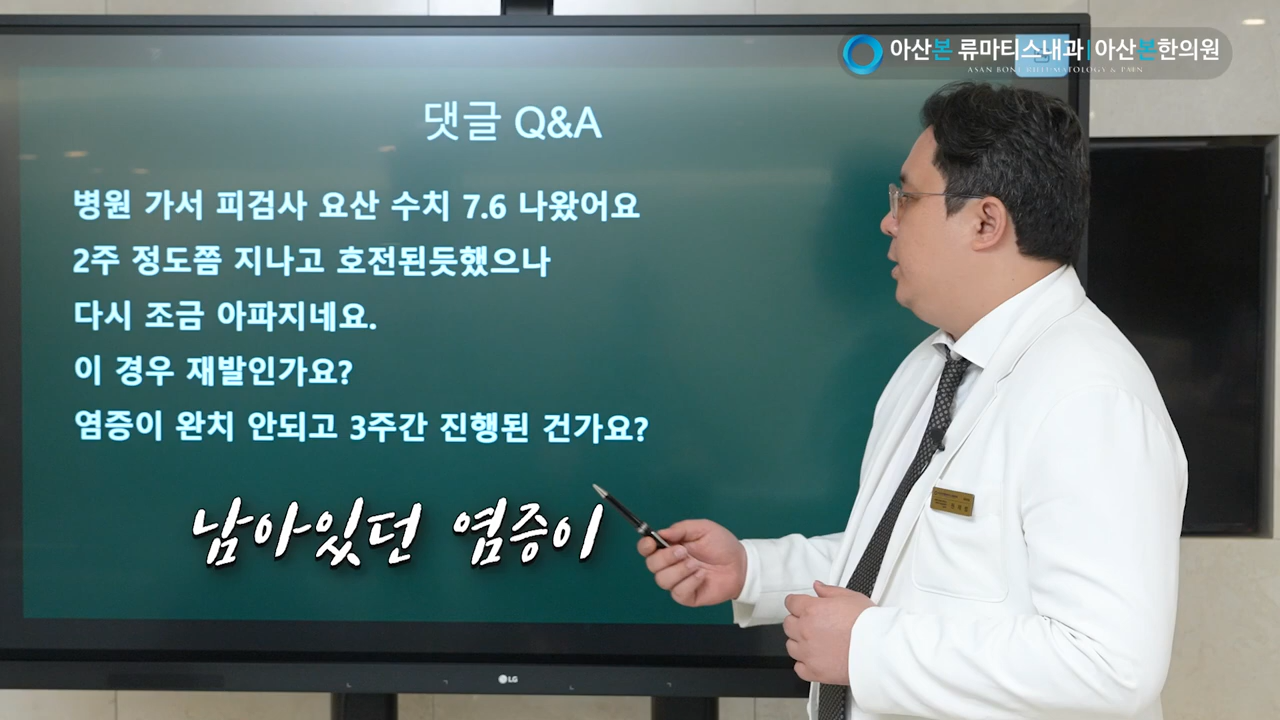 아산본 류마티스내과 | 아산본한의원
ASAN BONE RHEUMATOLOGY & PAIN
댓글 Q&A
병원 가서 피검사 요산 수치 7.6 나왔어요
2주 정도쯤 지나고 호전된듯했으나
다시 조금 아파지네요.
이 경우 재발인가요?
염증이 완치 안되고 3주간 진행된 건가요?
남아있던 염증이
LG